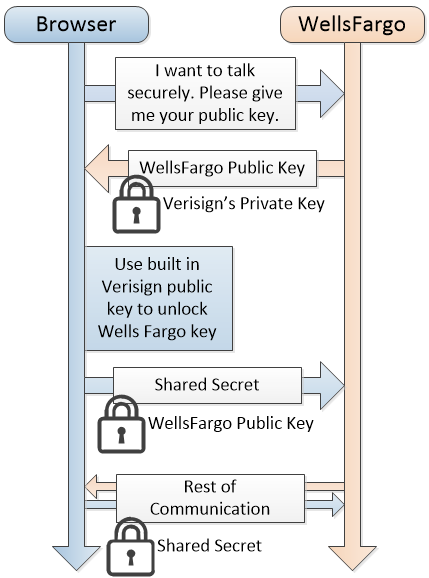 Browser
WellsFargo
I want to talk
securely. Please give
me your public key.
WellsFargo Public Key
Verisign's Private Key
Use built in
Verisign public
key to unlock
Wells Fargo key
Shared Secret
WellsFargo Public Key
Rest of
Communication
Shared Secret